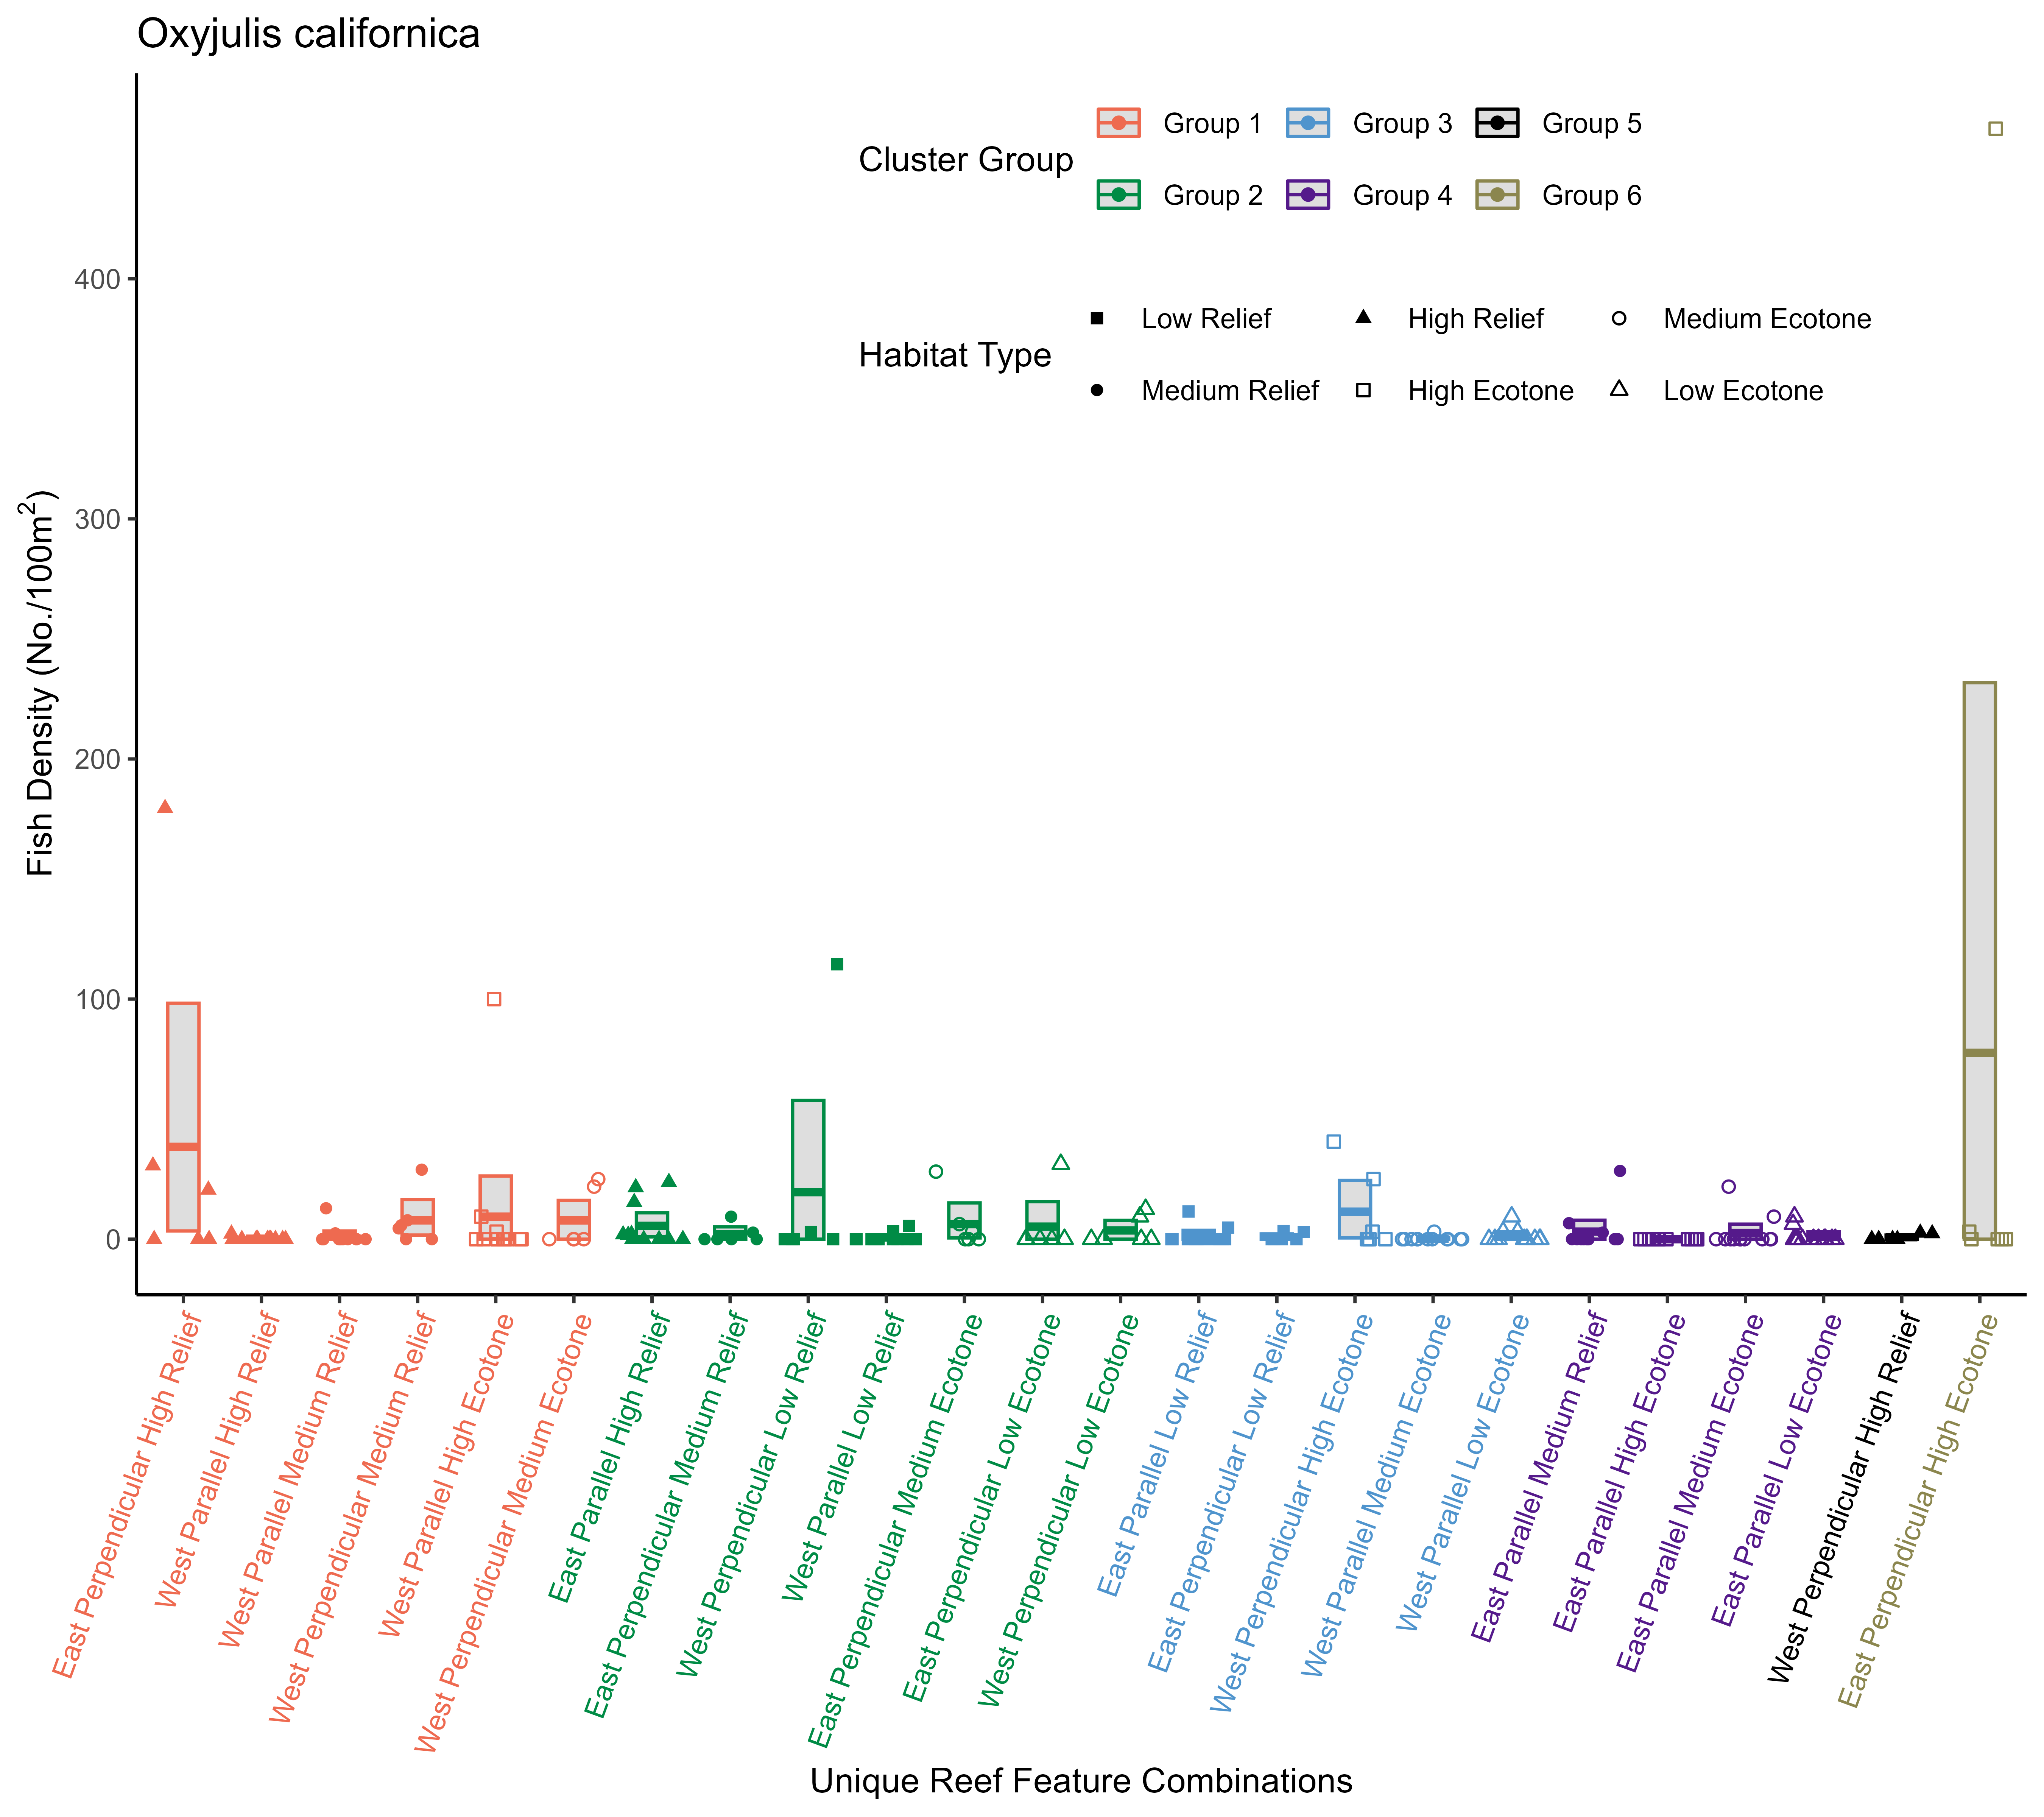 Oxyjulis californica
Cluster Group
Group 1
Group 3
Group 5
Group 2
Group 4
Group 6
Habitat Type
Low Relief
High Relief
Medium Ecotone
Medium Relief
High Ecotone
Low Ecotone
Fish Density (No./100m²)
400
300
200
100
0
East Perpendicular High Relief
West Parallel High Relief
West Parallel Medium Relief
West Perpendicular Medium Relief
West Parallel High Ecotone
West Perpendicular Medium Ecotone
East Parallel High Relief
East Perpendicular Medium Relief
West Perpendicular Low Relief
West Parallel Low Relief
East Perpendicular Medium Ecotone
East Perpendicular Low Ecotone
West Perpendicular Low Ecotone
East Parallel Low Relief
East Perpendicular Low Relief
West Perpendicular High Ecotone
West Parallel Medium Ecotone
West Parallel Low Ecotone
East Parallel Medium Relief
East Parallel High Ecotone
East Parallel Medium Ecotone
East Parallel Low Ecotone
West Perpendicular High Relief
East Perpendicular High Ecotone
Unique Reef Feature Combinations